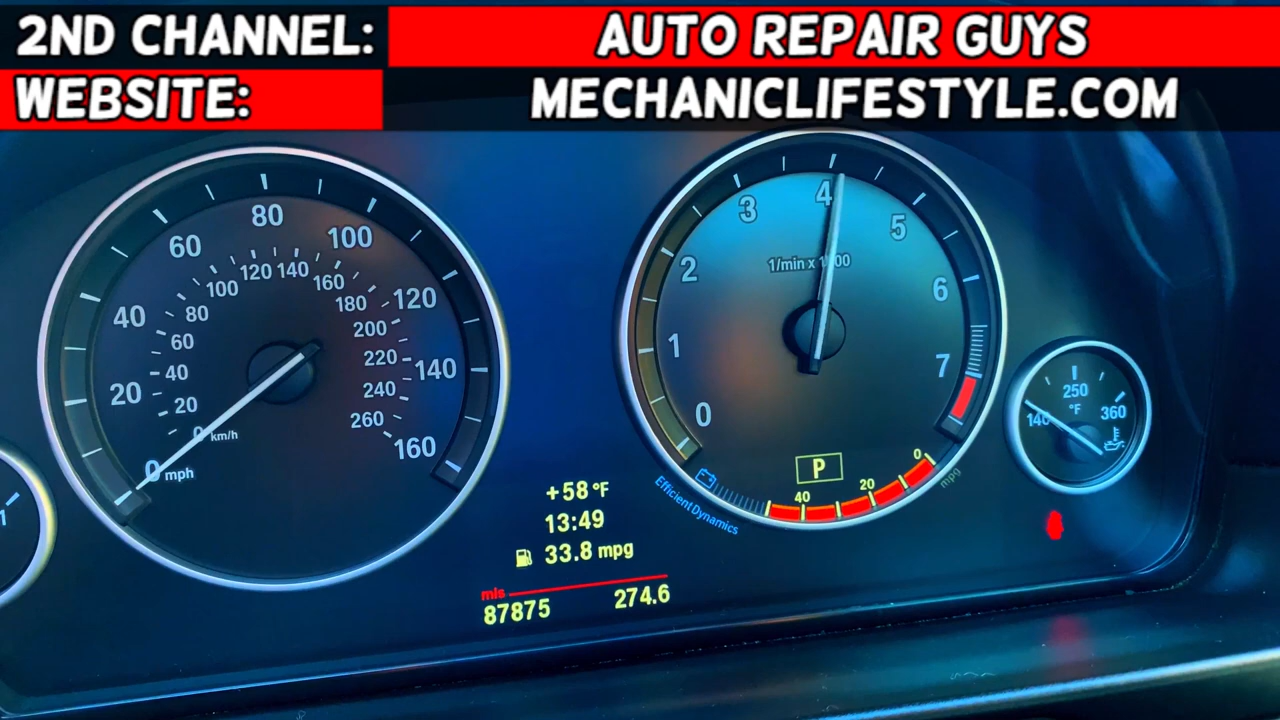 2ND CHANNEL: AUTO REPAIR GUYS
WEBSITE: MECHANICLIFESTYLE.COM
0 20 40 60 80 100 120 140 160
mph
0 20 40 60 80 100 120 140 160 180 200 220 240 260
km/h
+58 °F
13:49
33.8 mpg
mls
87875 274.6
0 1 2 3 4 5 6 7
P
40 20 0
mpg
Efficient Dynamics
250
°F
140 360
1